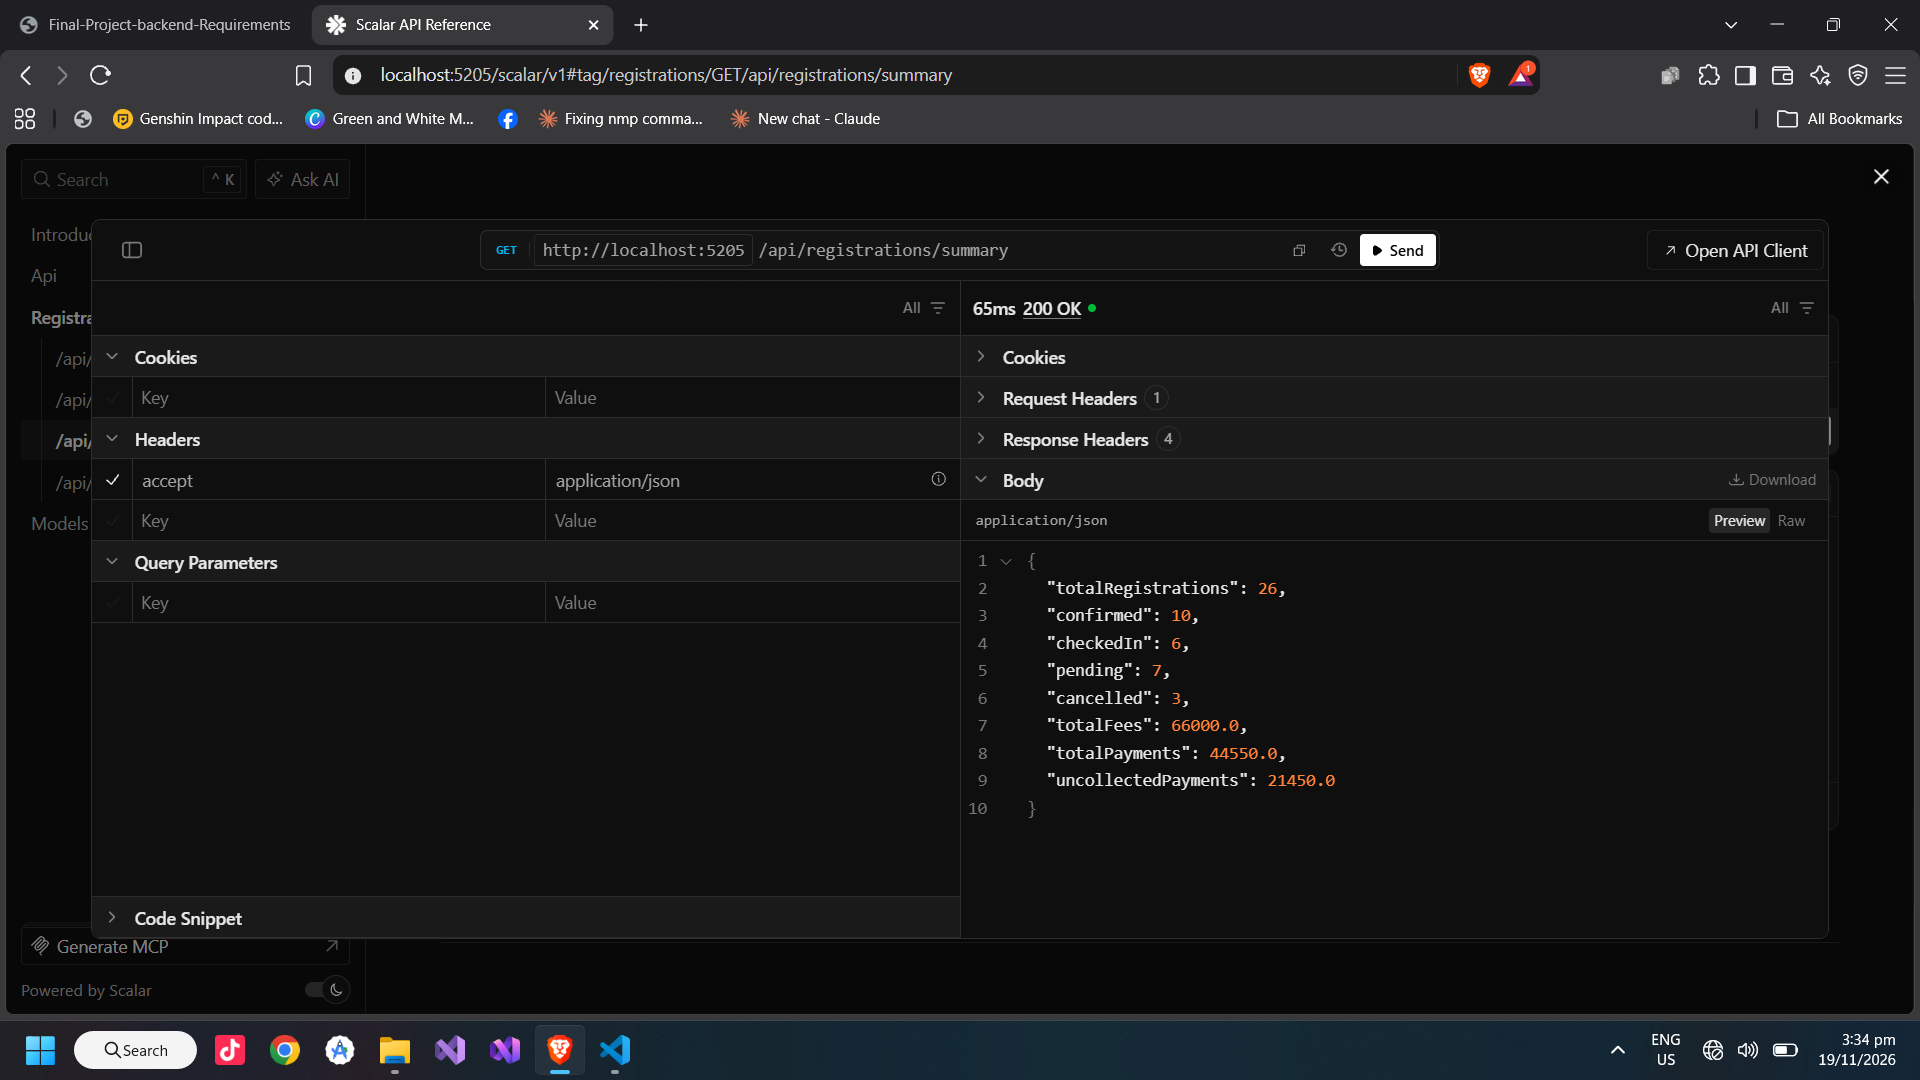 Final-Project-backend-Requirements
Scalar API Reference
localhost:5205/scalar/v1#tag/registrations/GET/api/registrations/summary
1
Genshin Impact cod...
Green and White M...
Fixing nmp comma...
New chat - Claude
All Bookmarks
Search
^ K
Ask AI
Introduc
GET
http://localhost:5205
/api/registrations/summary
Send
Open API Client
Api
Registra
/api/
/api/
/api/
/api/
Models
All
65ms 200 OK
All
Cookies
Key
Value
Headers
accept
application/json
Key
Value
Query Parameters
Key
Value
Code Snippet
Cookies
Request Headers 1
Response Headers 4
Body
Download
application/json
Preview
Raw
1 {
2 "totalRegistrations": 26,
3 "confirmed": 10,
4 "checkedIn": 6,
5 "pending": 7,
6 "cancelled": 3,
7 "totalFees": 66000.0,
8 "totalPayments": 44550.0,
9 "uncollectedPayments": 21450.0
10 }
Generate MCP
Powered by Scalar
Search
ENG
US
3:34 pm
19/11/2026